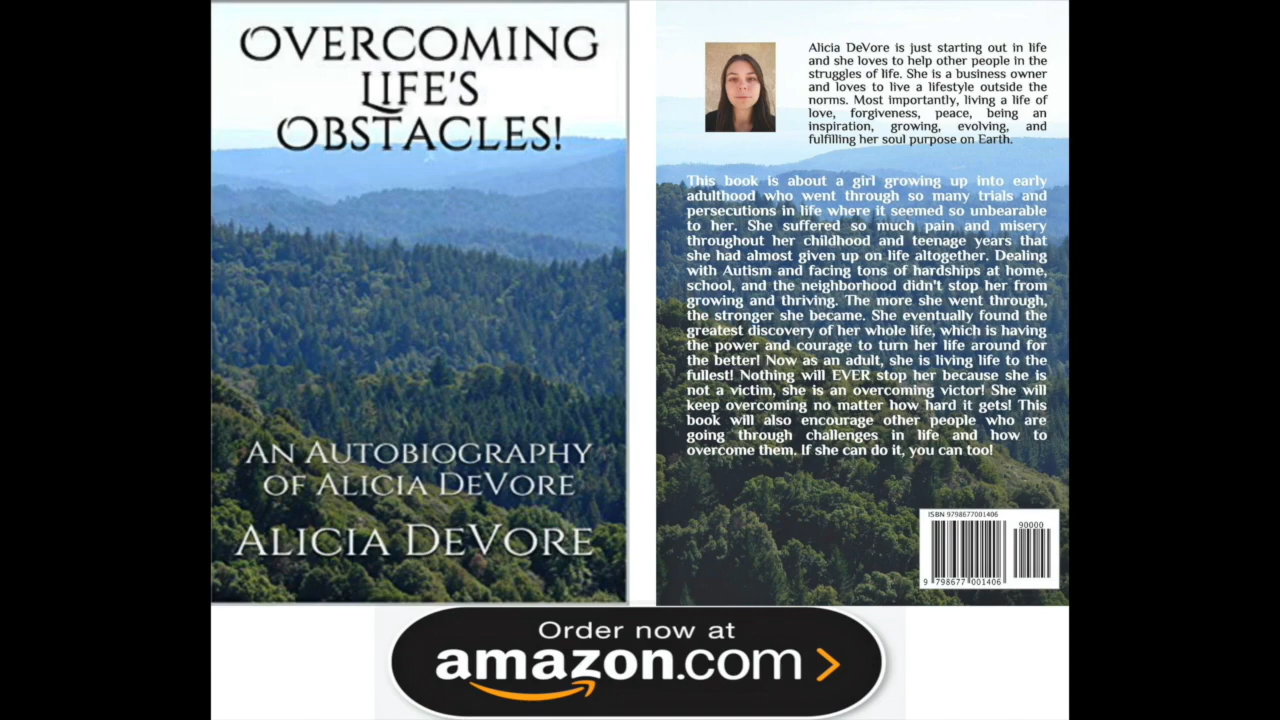 OVERCOMING
LIFE'S
OBSTACLES!
AN AUTOBIOGRAPHY
OF ALICIA DEVORE
ALICIA DEVORE
Alicia DeVore is just starting out in life
and she loves to help other people in the
struggles of life. She is a business owner
and loves to live a lifestyle outside the
norms. Most importantly, living a life of
love, forgiveness, peace, being an
inspiration, growing, evolving, and
fulfilling her soul purpose on Earth.
This book is about a girl growing up into early
adulthood who went through so many trials and
persecutions in life where it seemed so unbearable
to her. She suffered so much pain and misery
throughout her childhood and teenage years that
she had almost given up on life altogether. Dealing
with Autism and facing tons of hardships at home,
school, and the neighborhood didn't stop her from
growing and thriving. The more she went through,
the stronger she became. She eventually found the
greatest discovery of her whole life, which is having
the power and courage to turn her life around for
the better! Now as an adult, she is living life to the
fullest! Nothing will EVER stop her because she is
not a victim, she is an overcoming victor! She will
keep overcoming no matter how hard it gets! This
book will also encourage other people who are
going through challenges in life and how to
overcome them. If she can do it, you can too!
ISBN 9798677001406
90000
9 798677 001406
Order now at
amazon.com